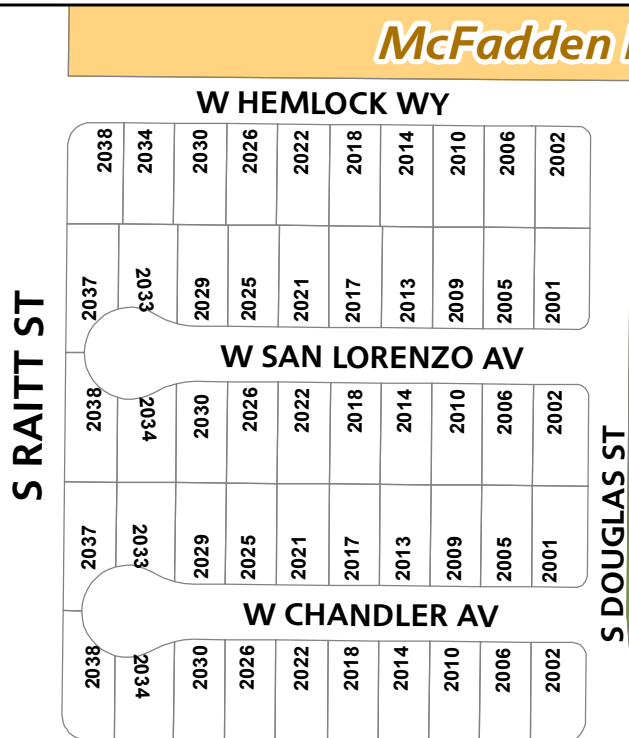 McFadden
W HEMLOCK WY
2038 2034 2030 2026 2022 2018 2014 2010 2006 2002
2037 2033 2029 2025 2021 2017 2013 2009 2005 2001
S RAITT ST
W SAN LORENZO AV
2038 2034 2030 2026 2022 2018 2014 2010 2006 2002
S DOUGLAS ST
2037 2033 2029 2025 2021 2017 2013 2009 2005 2001
W CHANDLER AV
2038 2034 2030 2026 2022 2018 2014 2010 2006 2002